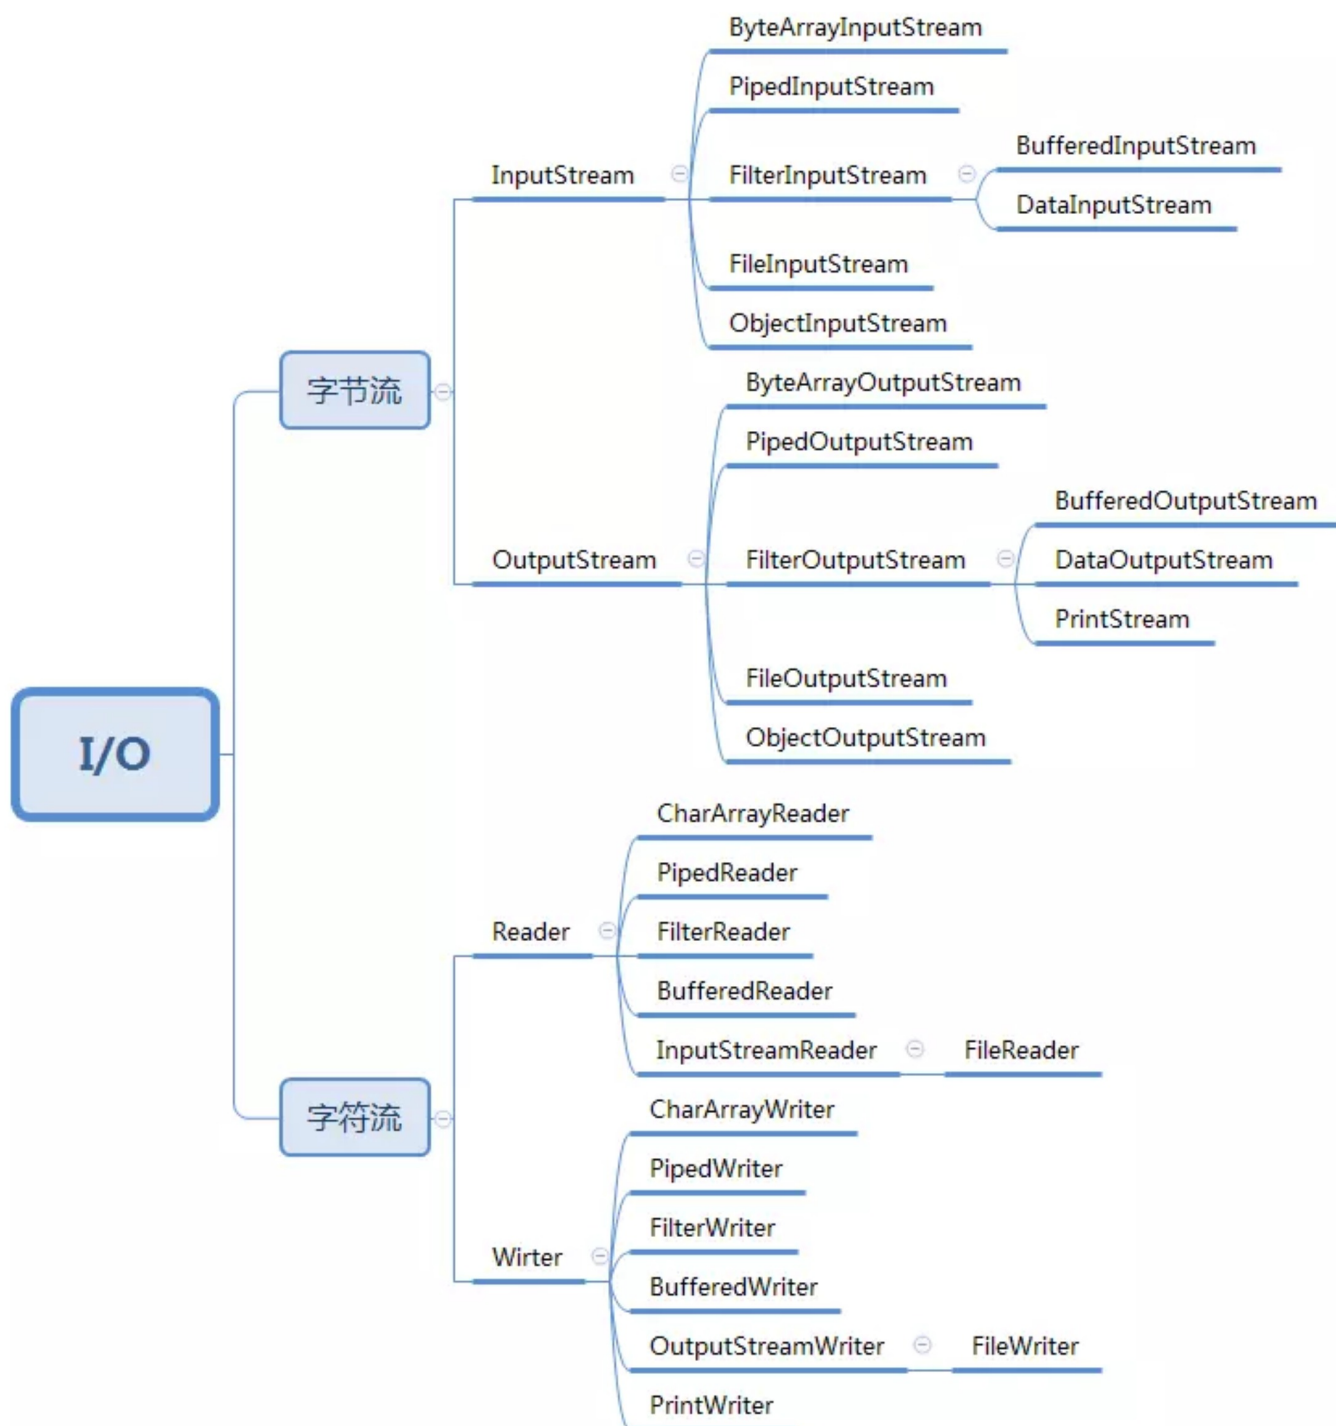 I/O
字节流
InputStream
ByteArrayInputStream
PipedInputStream
FilterInputStream
BufferedInputStream
DataInputStream
FileInputStream
ObjectInputStream
OutputStream
ByteArrayOutputStream
PipedOutputStream
FilterOutputStream
BufferedOutputStream
DataOutputStream
PrintStream
FileOutputStream
ObjectOutputStream
字符流
Reader
CharArrayReader
PipedReader
FilterReader
BufferedReader
InputStreamReader
FileReader
Wirter
CharArrayWriter
PipedWriter
FilterWriter
BufferedWriter
OutputStreamWriter
FileWriter
PrintWriter